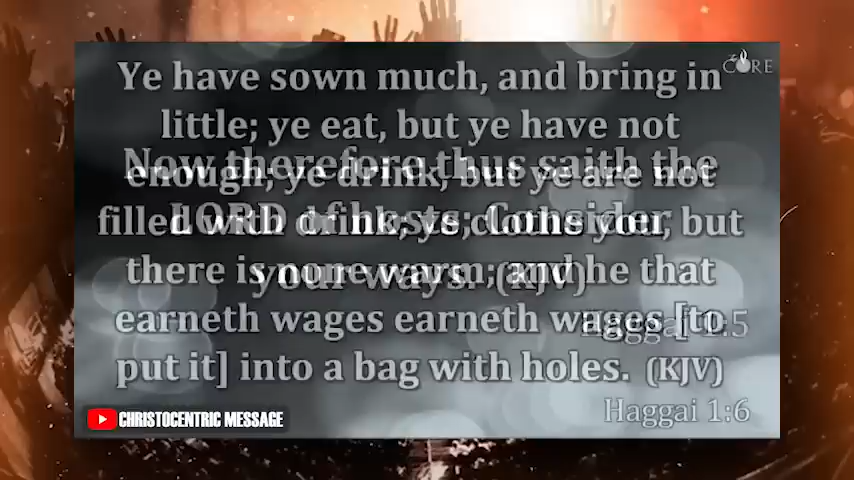 CORE
Ye have sown much, and bring in
little; ye eat, but ye have not
enough; ye drink, but ye are not
filled with drink; ye clothe you, but
there is none warm; and he that
earneth wages earneth wages [to
put it] into a bag with holes. (KJV)
Haggai 1:6
Now therefore thus saith the
LORD of hosts; Consider
your ways. (KJV)
Haggai 1:5
CHRISTOCENTRIC MESSAGE